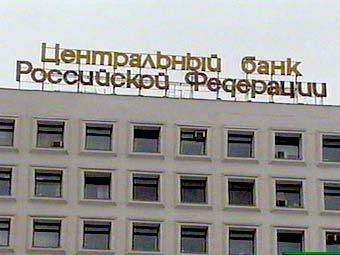 Центральный банк
Российской Федерации